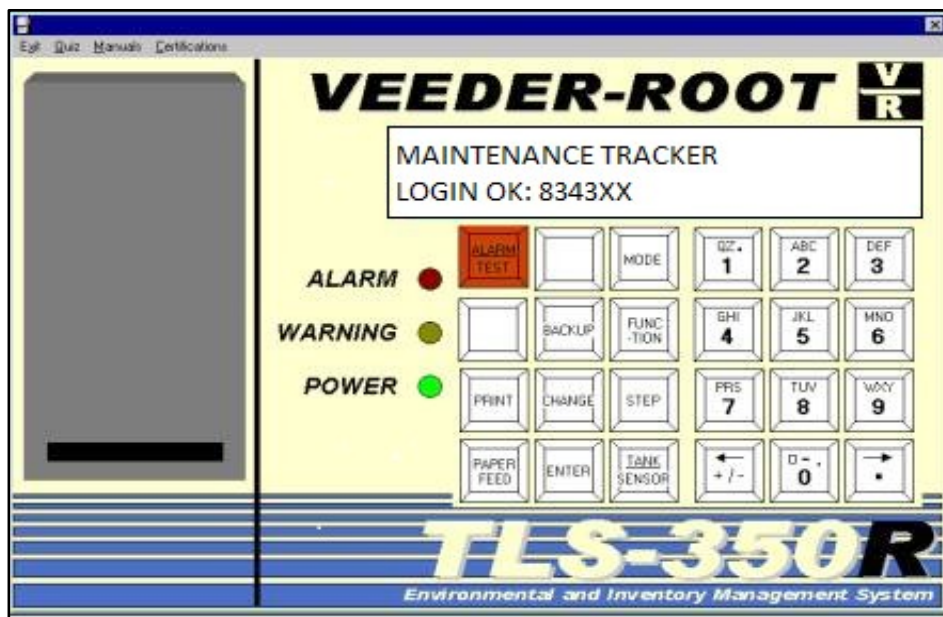 Exit Quiz Manuals Certifications
VEEDER-ROOT
V
R
MAINTENANCE TRACKER
LOGIN OK: 8343XX
ALARM
WARNING
POWER
ALARM
TEST
MODE
QZ.
1
ABC
2
DEF
3
BACKUP
FUNC
-TION
GHI
4
JKL
5
MNO
6
PRINT
CHANGE
STEP
PRS
7
TUV
8
WXY
9
PAPER
FEED
ENTER
TANK
SENSOR
←
+/-
0
→
.
TLS-350R
Environmental and Inventory Management System